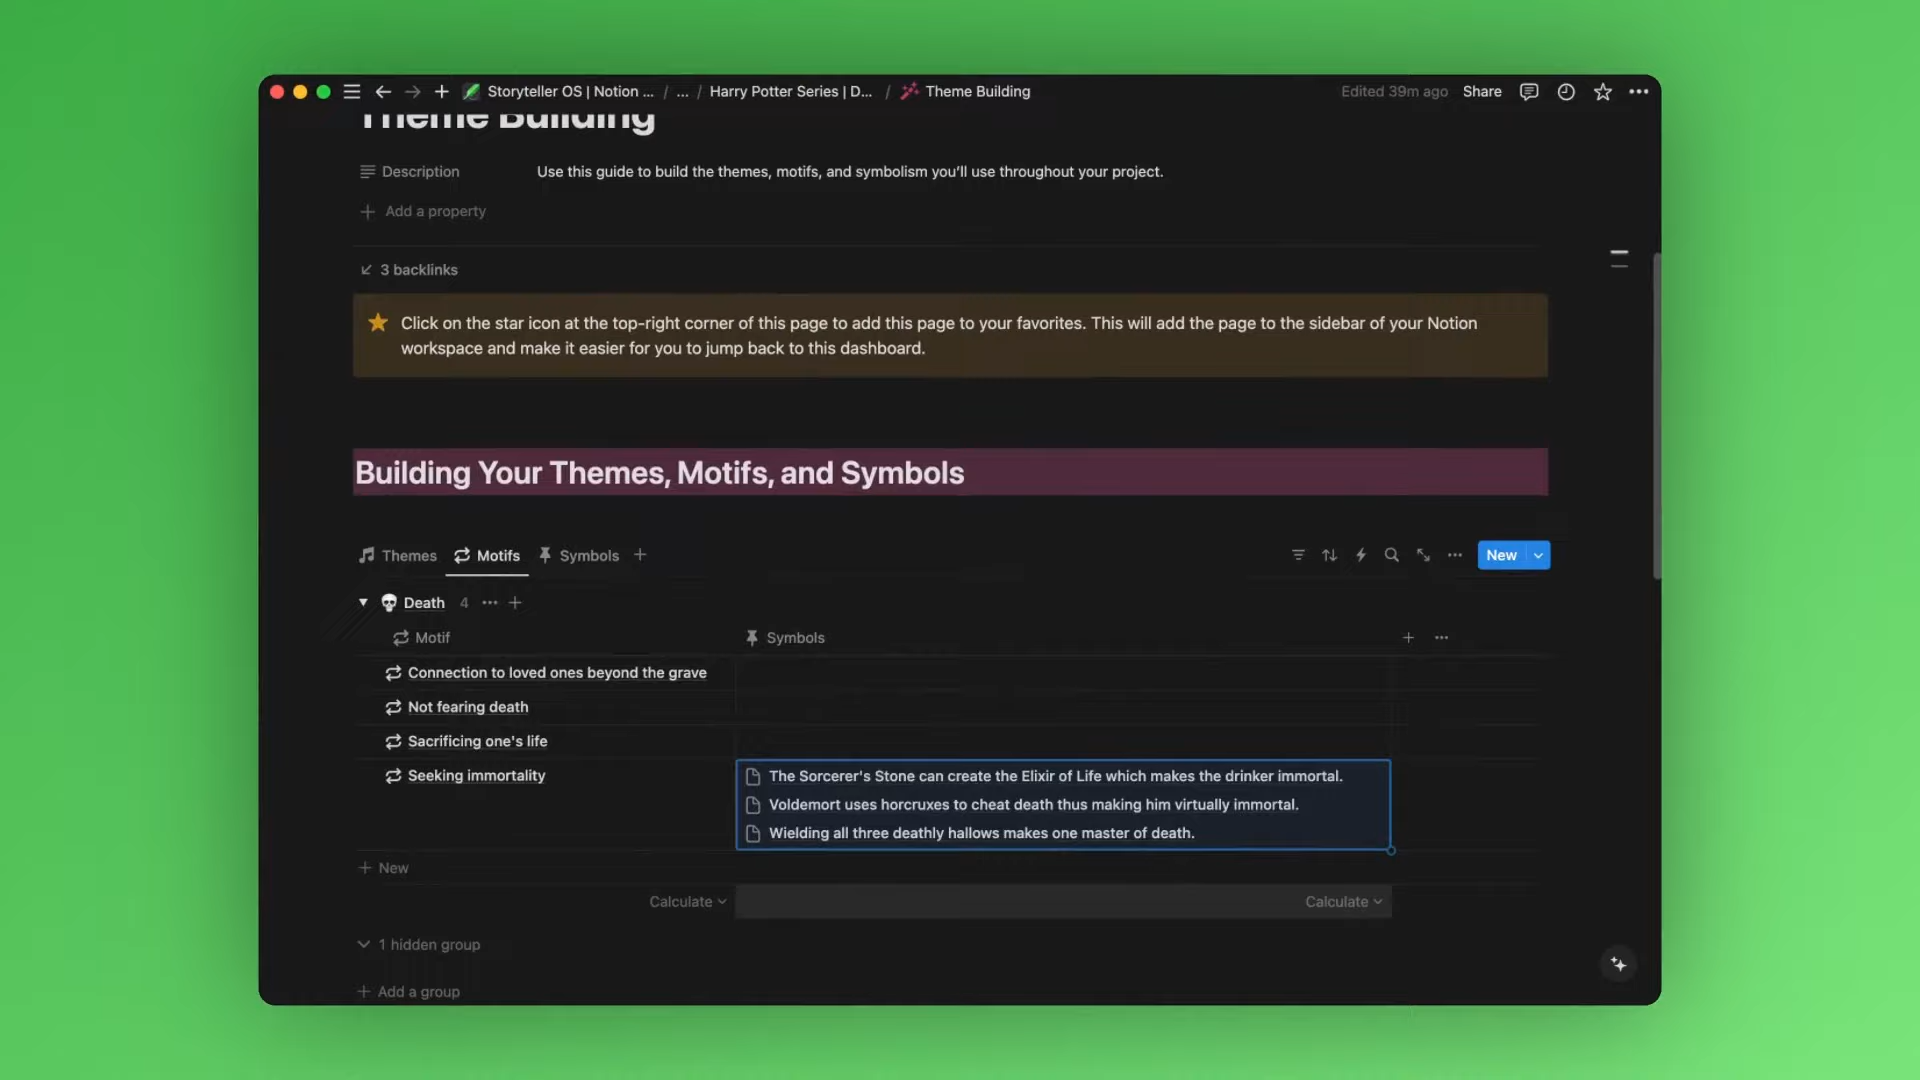 Storyteller OS | Notion ... / ... / Harry Potter Series | D... / Theme Building
Edited 39m ago Share
Theme Building
Description Use this guide to build the themes, motifs, and symbolism you'll use throughout your project.
Add a property
3 backlinks
Click on the star icon at the top-right corner of this page to add this page to your favorites. This will add the page to the sidebar of your Notion
workspace and make it easier for you to jump back to this dashboard.
Building Your Themes, Motifs, and Symbols
Themes Motifs Symbols New
Death 4
Motif Symbols
Connection to loved ones beyond the grave
Not fearing death
Sacrificing one's life
Seeking immortality The Sorcerer's Stone can create the Elixir of Life which makes the drinker immortal.
Voldemort uses horcruxes to cheat death thus making him virtually immortal.
Wielding all three deathly hallows makes one master of death.
New
Calculate Calculate
1 hidden group
Add a group